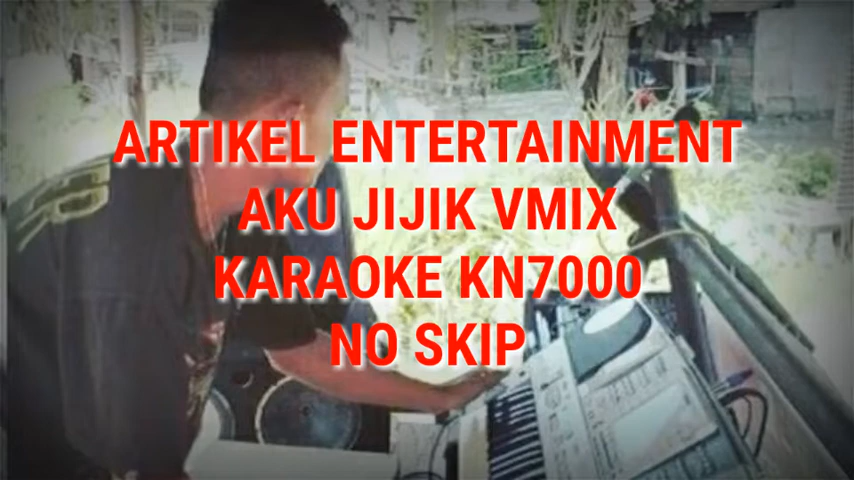 ARTIKEL ENTERTAINMENT
AKU JIJIK VMIX
KARAOKE KN7000
NO SKIP